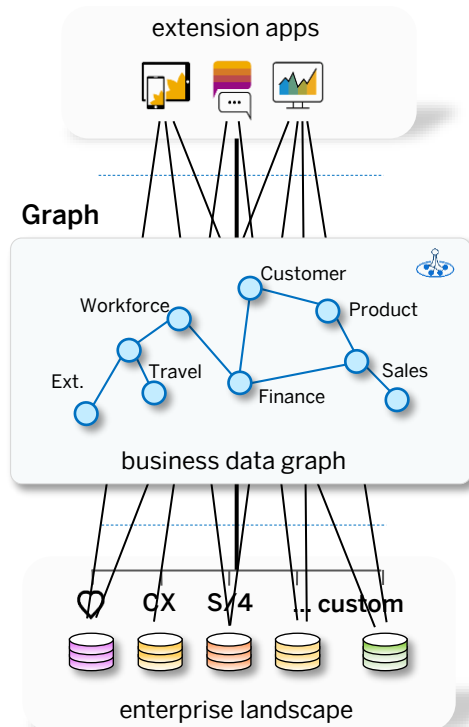 extension apps
...
Graph
Customer
Workforce
Product
Travel
Sales
Ext.
Finance
business data graph
CX
S/4
... custom
enterprise landscape